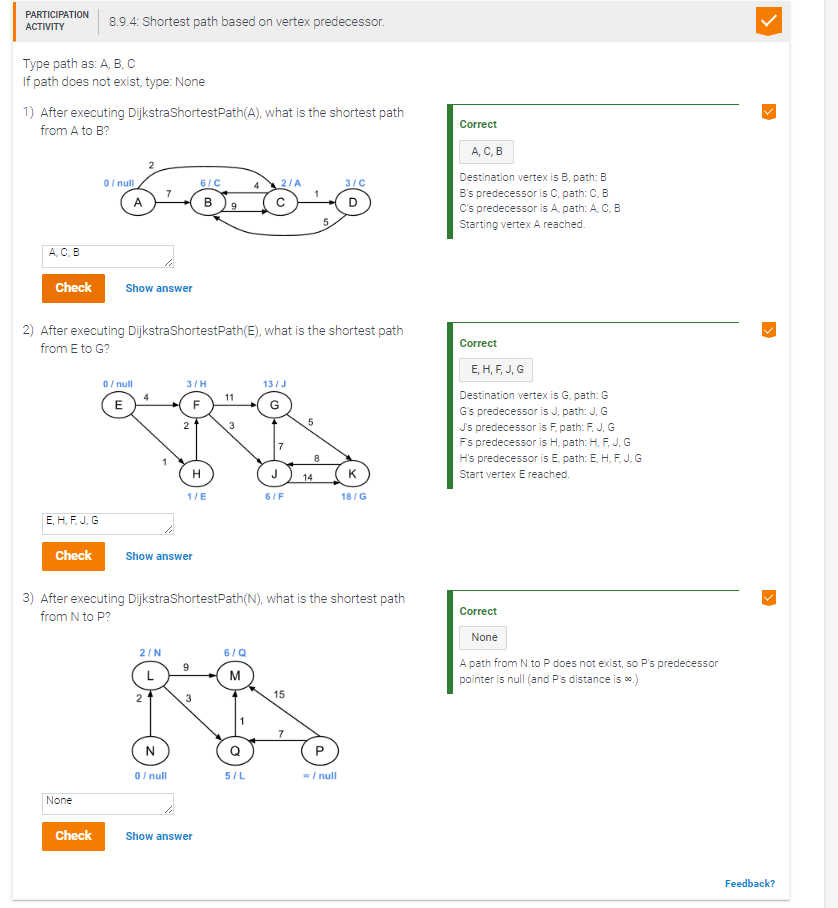 PARTICIPATION
ACTIVITY
8.9.4: Shortest path based on vertex predecessor.
Type path as: A, B, C
If path does not exist, type: None
1) After executing DijkstraShortestPath(A), what is the shortest path
from A to B?
2
0 / null
6 / C
4
2 / A
3 / C
7
1
A
B
9
C
D
5
A, C, B
Check
Show answer
Correct
A, C, B
Destination vertex is B, path: B
B's predecessor is C, path: C, B
C's predecessor is A, path: A, C, B
Starting vertex A reached.
2) After executing DijkstraShortestPath(E), what is the shortest path
from E to G?
0 / null
3 / H
13 / J
4
11
E
F
G
2
3
5
7
1
8
H
J
14
K
1 / E
6 / F
18 / G
E, H, F, J, G
Check
Show answer
Correct
E, H, F, J, G
Destination vertex is G, path: G
G's predecessor is J, path: J, G
J's predecessor is F, path: F, J, G
F's predecessor is H, path: H, F, J, G
H's predecessor is E, path: E, H, F, J, G
Start vertex E reached.
3) After executing DijkstraShortestPath(N), what is the shortest path
from N to P?
2 / N
6 / Q
9
L
M
2
3
15
1
7
N
Q
P
0 / null
5 / L
∞ / null
None
Check
Show answer
Correct
None
A path from N to P does not exist, so P's predecessor
pointer is null (and P's distance is ∞.)
Feedback?